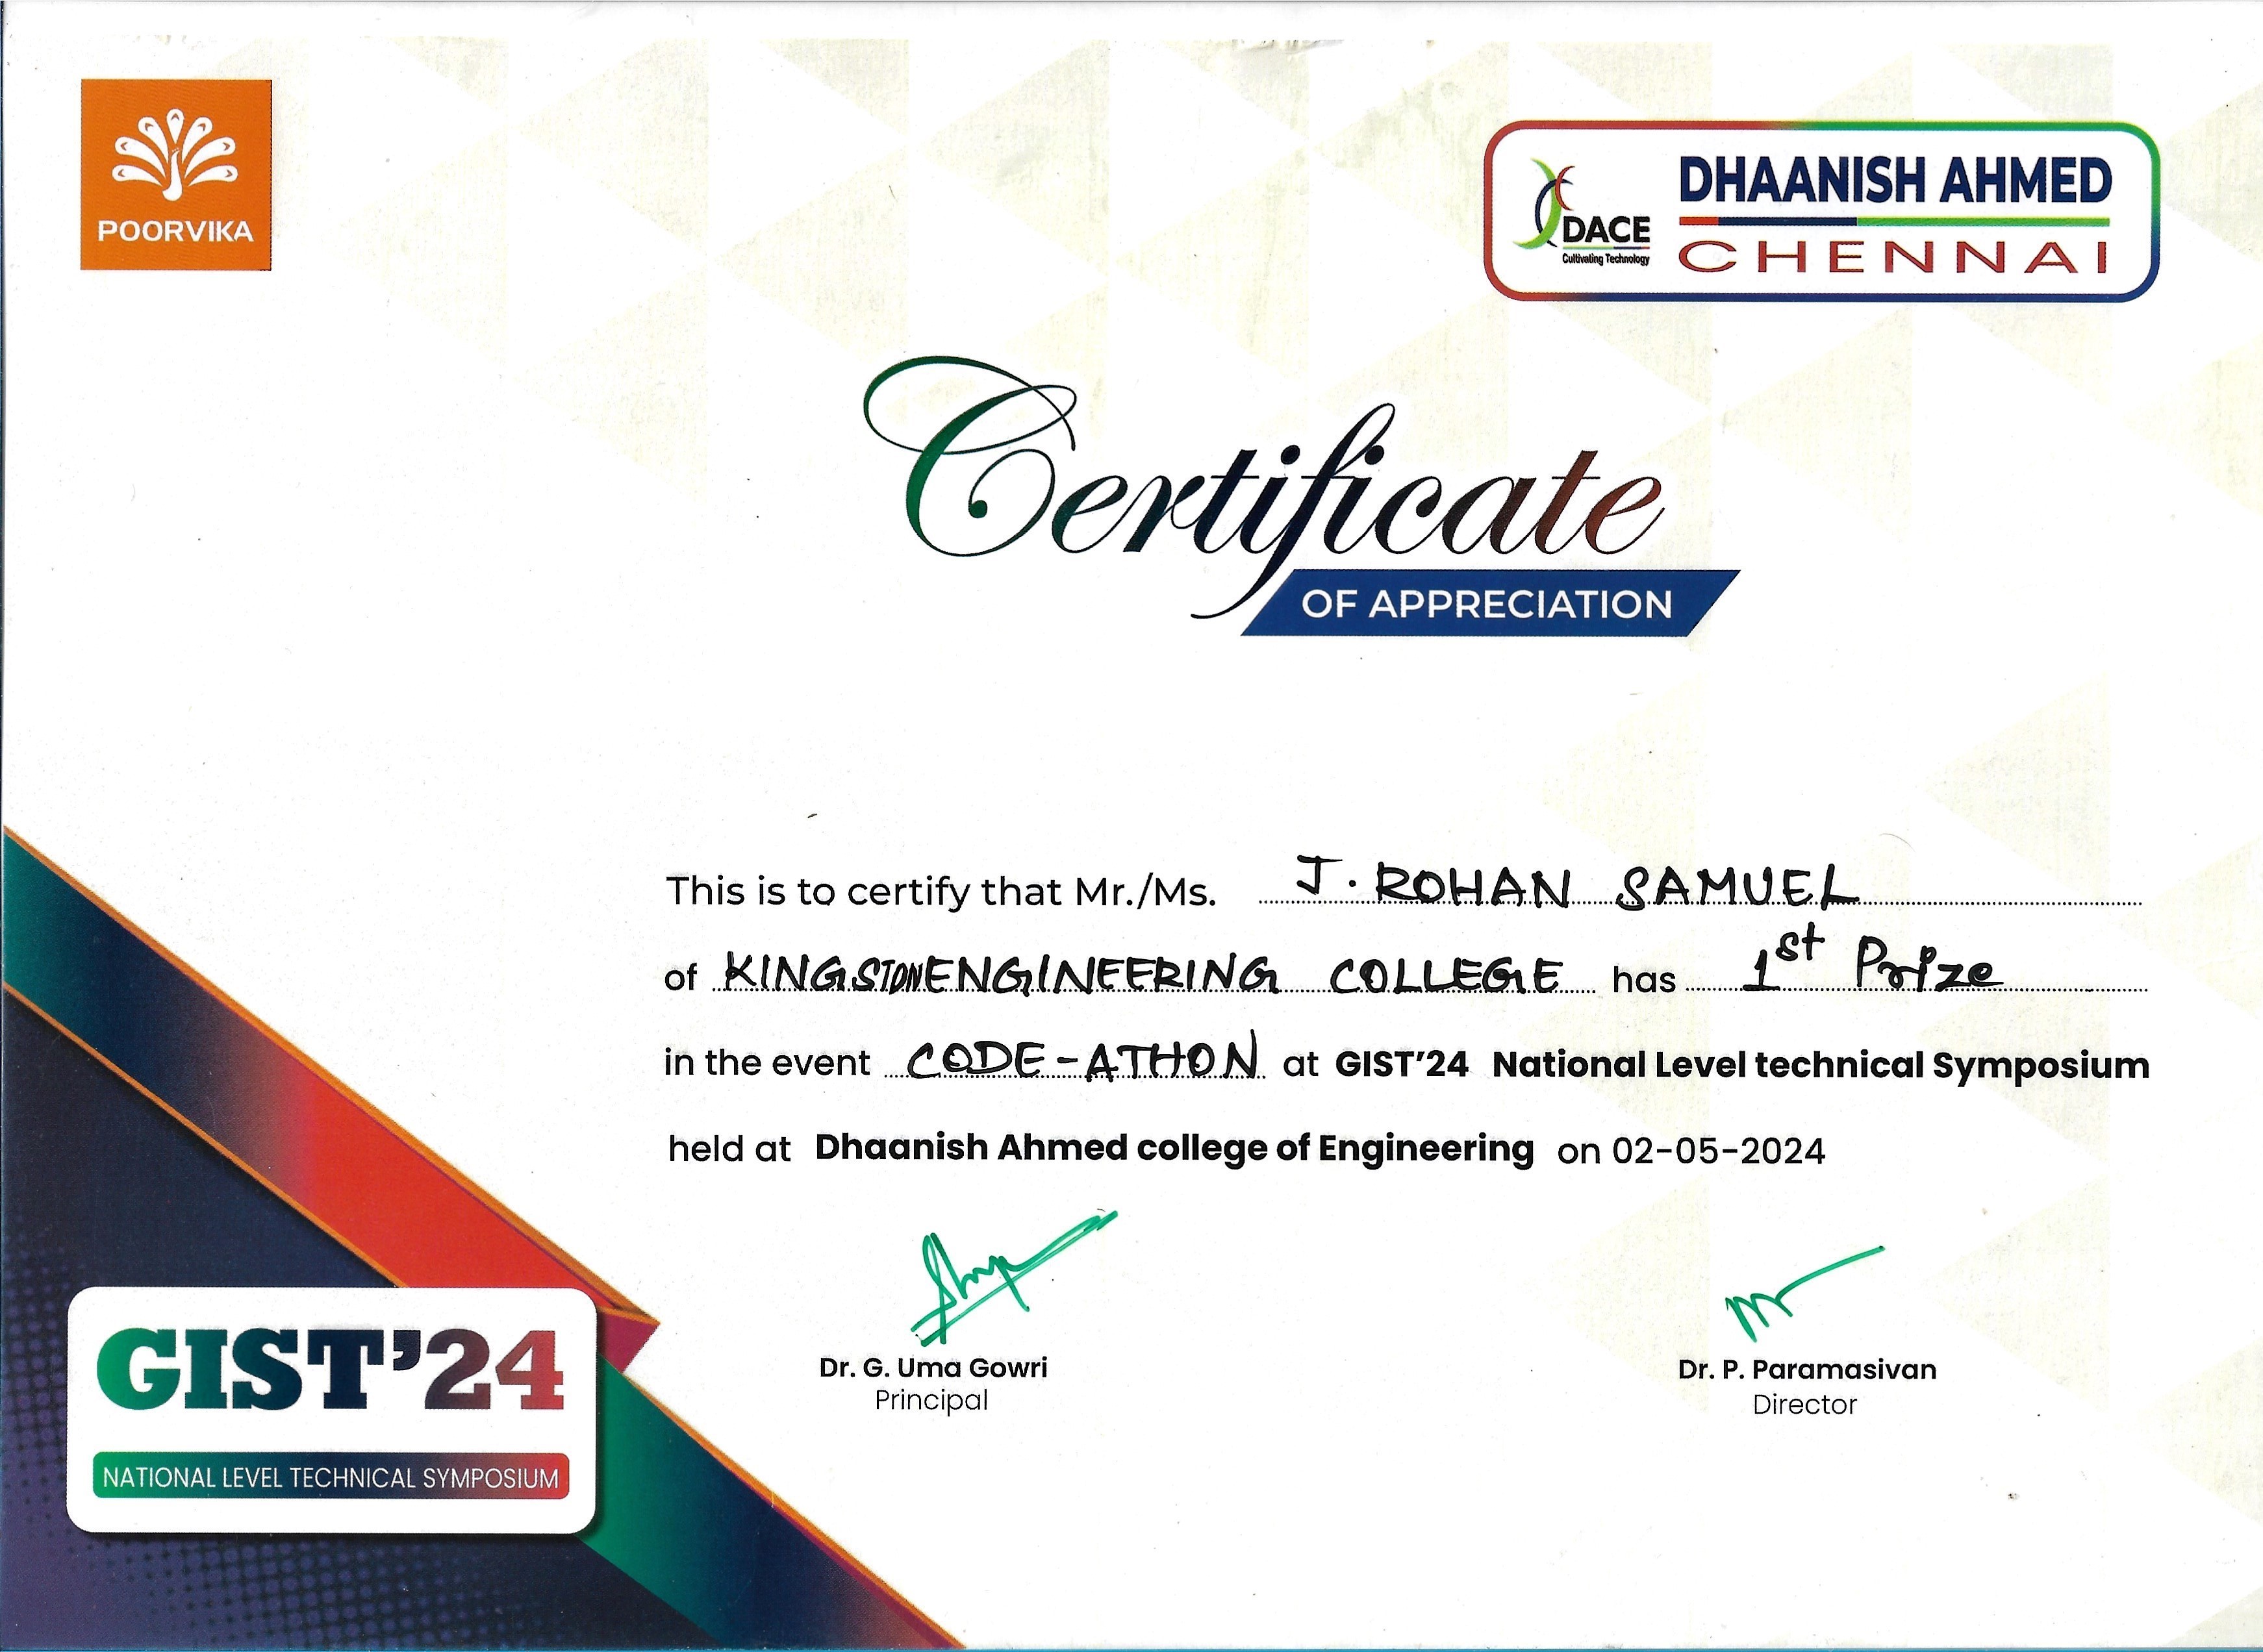 POORVIKA
DACE
Cultivating Technology
DHAANISH AHMED
CHENNAI
Certificate
OF APPRECIATION
This is to certify that Mr./Ms. J. ROHAN SAMUEL
of KINGSTON ENGINEERING COLLEGE has 1st Prize
in the event CODE-ATHON at GIST'24 National Level technical Symposium
held at Dhaanish Ahmed college of Engineering on 02-05-2024
Dr. G. Uma Gowri
Principal
Dr. P. Paramasivan
Director
GIST'24
NATIONAL LEVEL TECHNICAL SYMPOSIUM